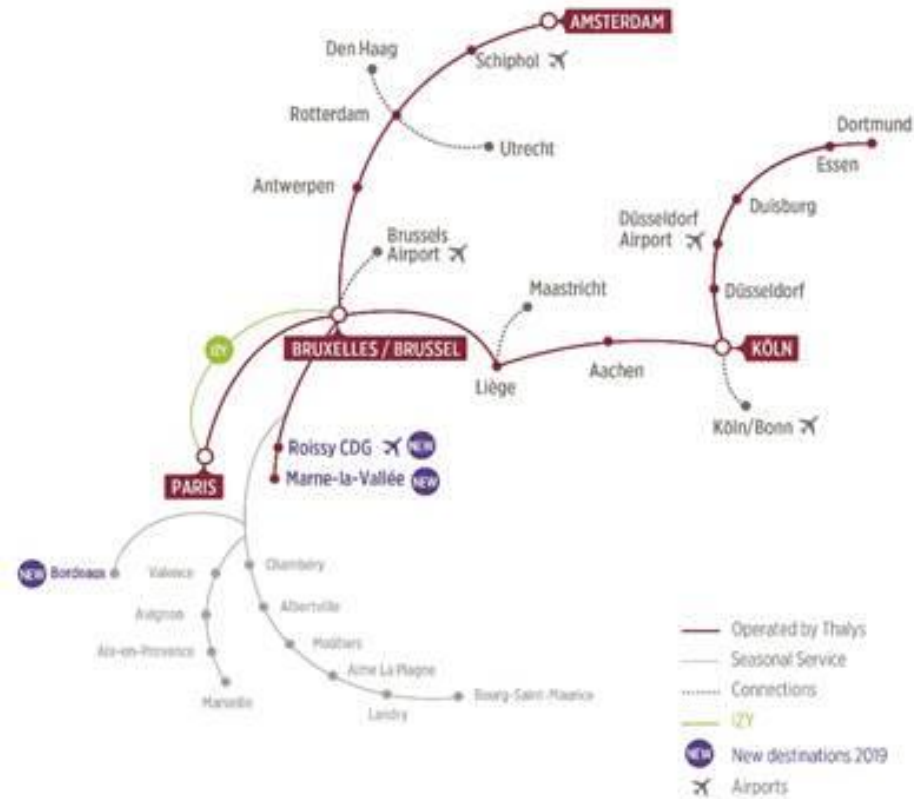 AMSTERDAM
Den Haag
Schiphol
Rotterdam
Utrecht
Dortmund
Essen
Antwerpen
Duisburg
Düsseldorf
Airport
Brussels
Airport
Düsseldorf
Maastricht
IZY
BRUXELLES / BRUSSEL
KÖLN
Aachen
Liège
Köln/Bonn
Roissy CDG NEW
Marne-la-Vallée NEW
PARIS
NEW Bordeaux
Valence
Chambéry
Avignon
Albertville
Aix-en-Provence
Moûtiers
Marseille
Aime La Plagne
Landry
Bourg-Saint-Maurice
Operated by Thalys
Seasonal Service
Connections
IZY
NEW New destinations 2019
Airports